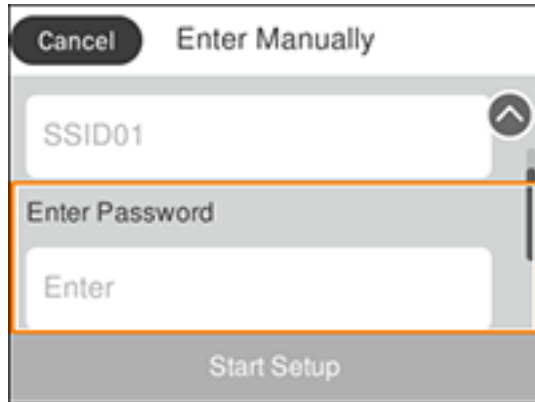 Cancel Enter Manually
SSID01
Enter Password
Enter
Start Setup